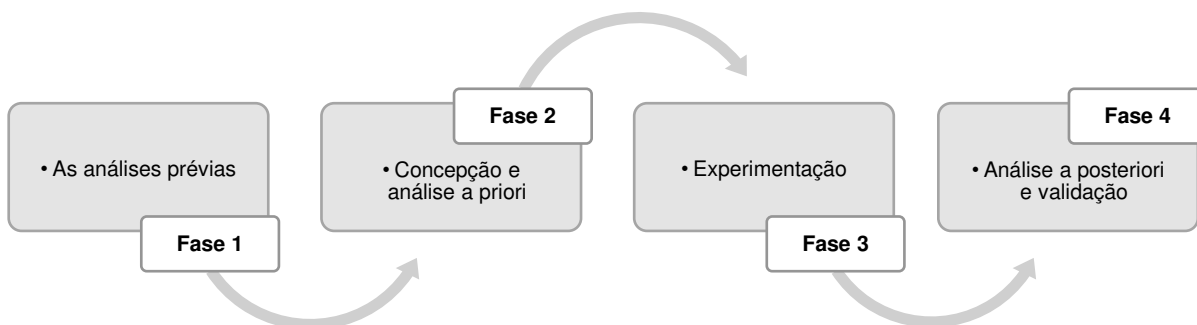 • As análises prévias
Fase 1
Fase 2
• Concepção e
análise a priori
• Experimentação
Fase 3
Fase 4
• Análise a posteriori
e validação